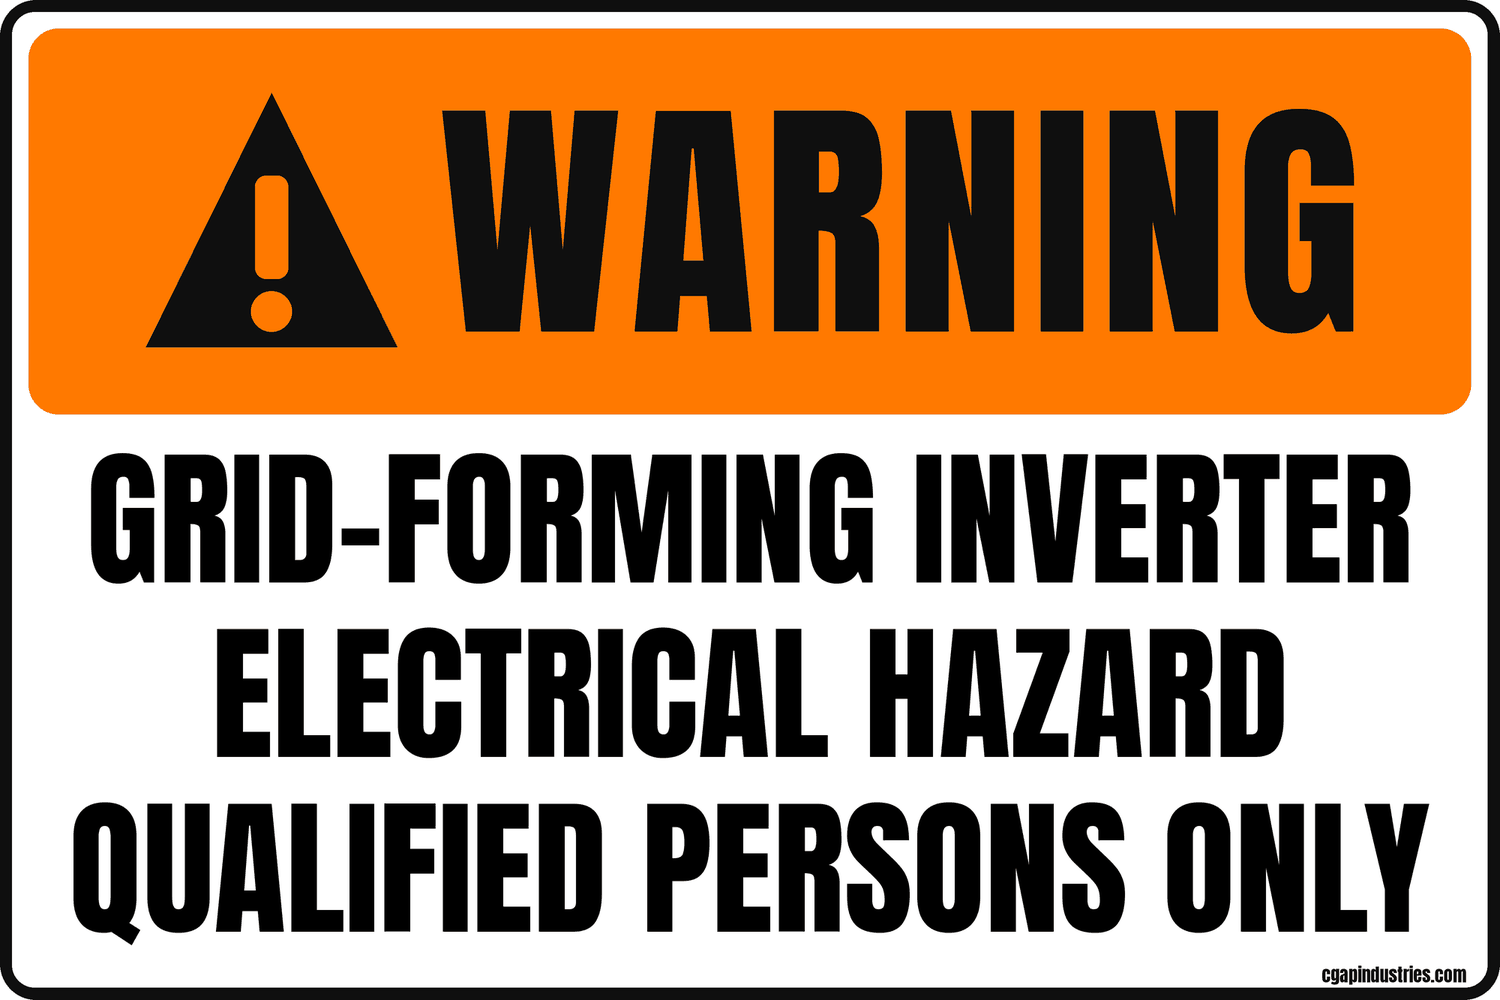 WARNING
GRID-FORMING INVERTER
ELECTRICAL HAZARD
QUALIFIED PERSONS ONLY
cgapindustries.com